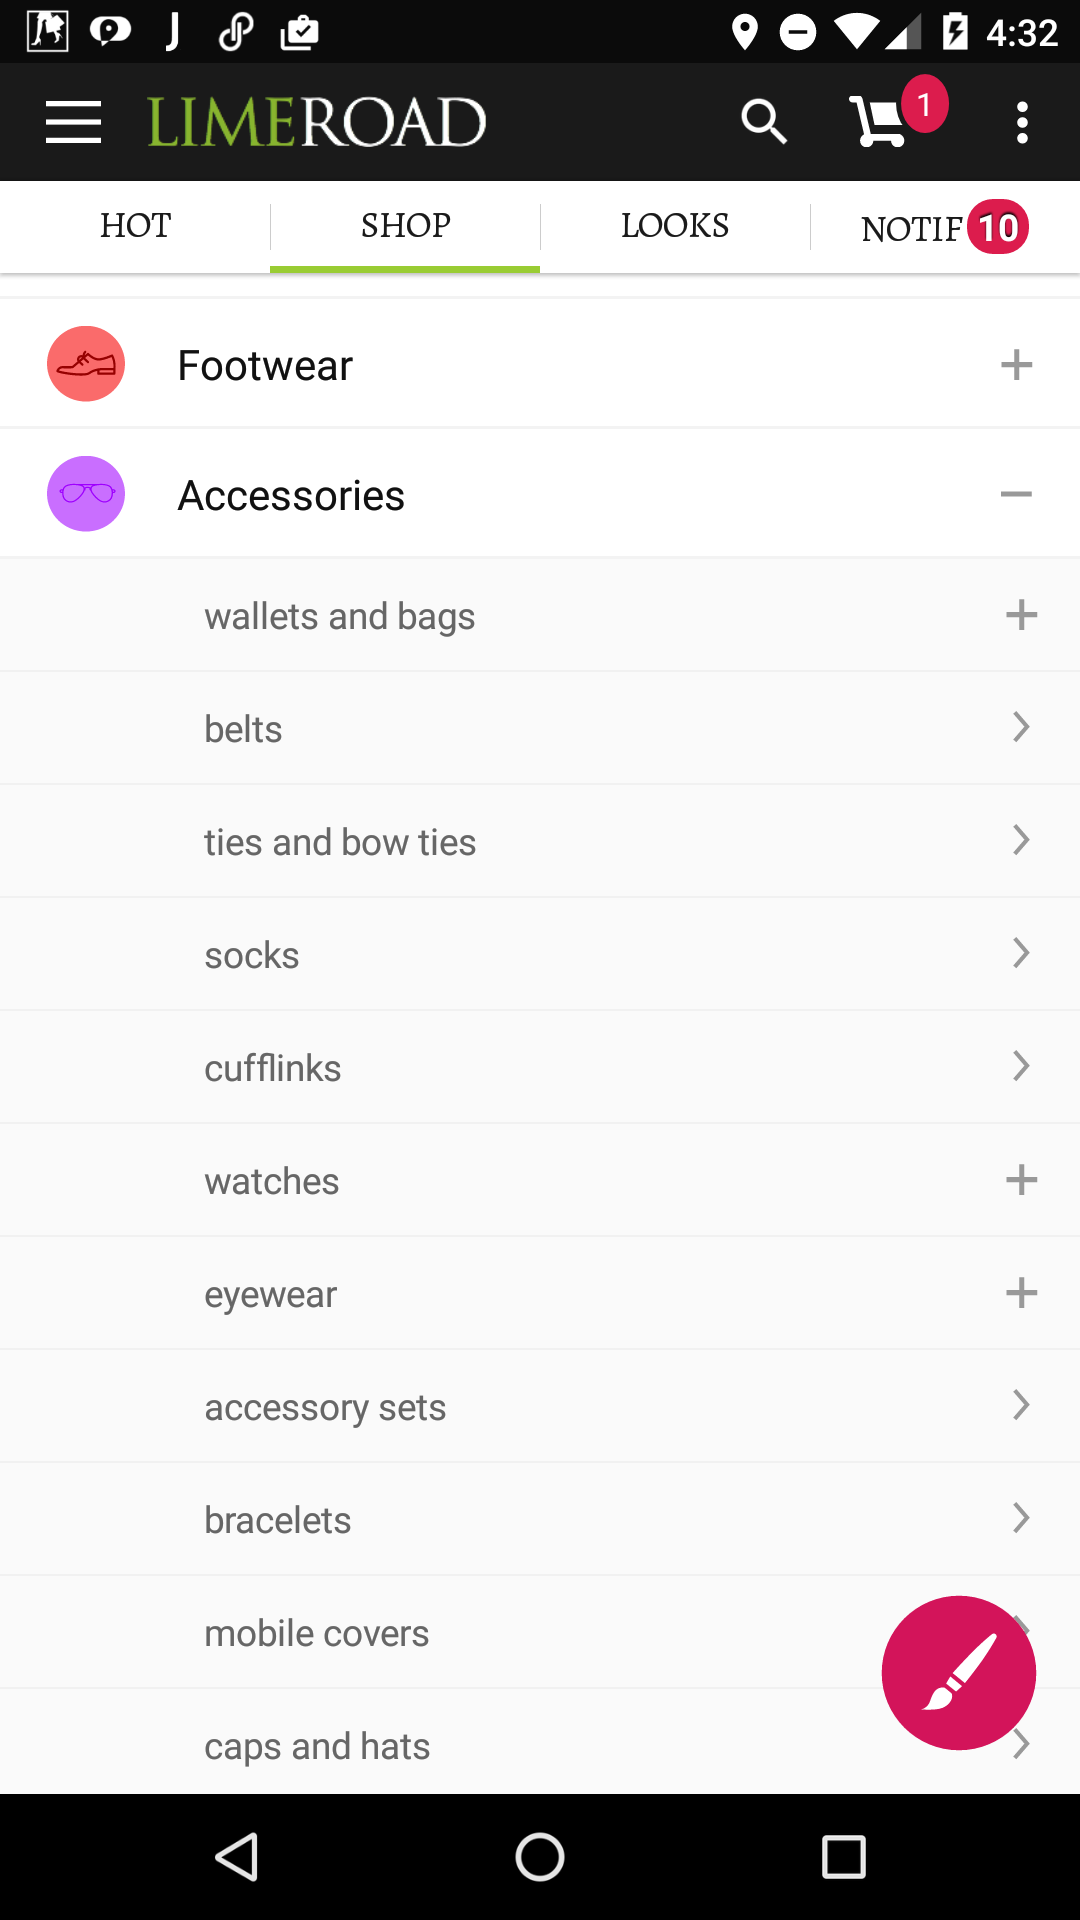 4:32
LIMEROAD
1
HOT SHOP LOOKS NOTIF 10
Footwear
Accessories
wallets and bags
belts
ties and bow ties
socks
cufflinks
watches
eyewear
accessory sets
bracelets
mobile covers
caps and hats